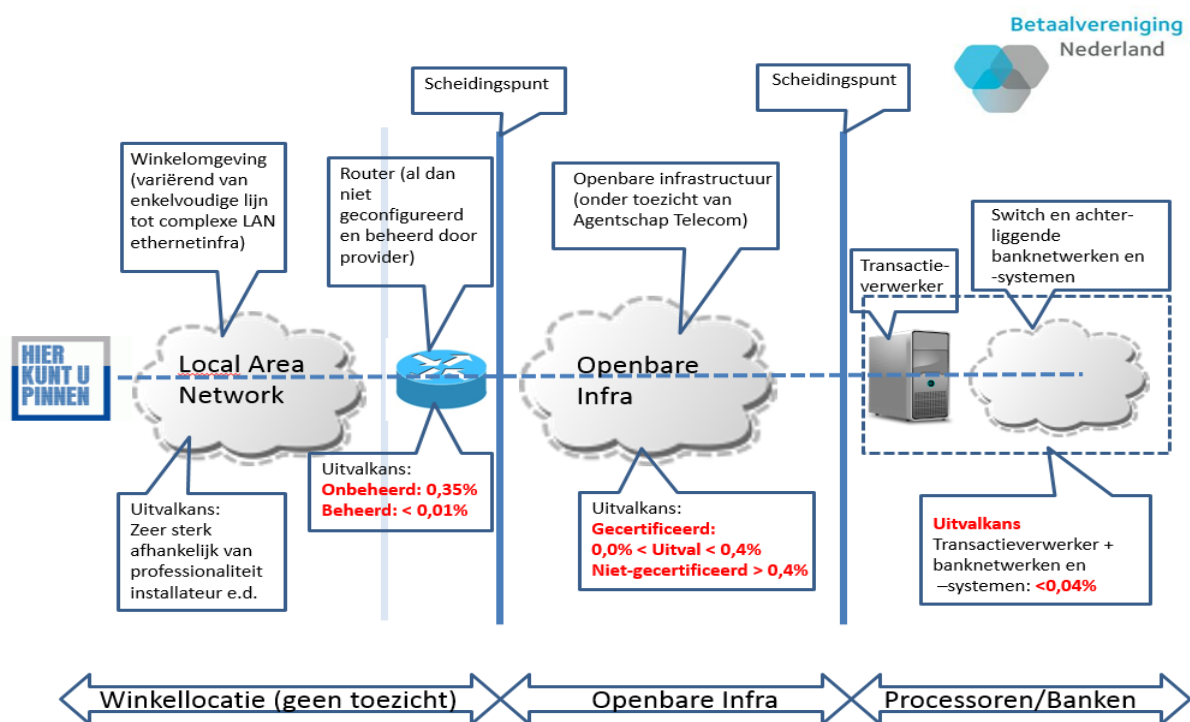 Betaalvereniging
Nederland
Scheidingspunt
Scheidingspunt
Winkelomgeving
(variërend van
enkelvoudige lijn
tot complexe LAN
ethernetinfra)
Router (al dan
niet
geconfigureerd
en beheerd door
provider)
Openbare infrastructuur
(onder toezicht van
Agentschap Telecom)
Transactie-
verwerker
Switch en achter-
liggende
banknetwerken en
-systemen
HIER
KUNT U
PINNEN
Local Area
Network
Openbare
Infra
Uitvalkans:
Zeer sterk
afhankelijk van
professionaliteit
installateur e.d.
Uitvalkans:
Onbeheerd: 0,35%
Beheerd: < 0,01%
Uitvalkans:
Gecertificeerd:
0,0% < Uitval < 0,4%
Niet-gecertificeerd > 0,4%
Uitvalkans
Transactieverwerker +
banknetwerken en
–systemen: <0,04%
Winkellocatie (geen toezicht)
Openbare Infra
Processoren/Banken